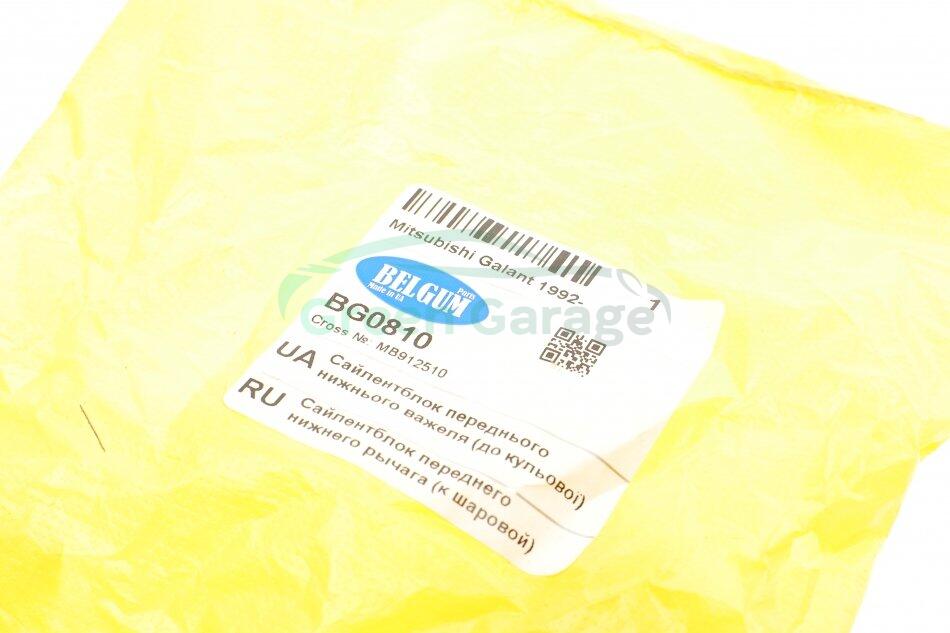 Mitsubishi Galant 1992-
1
BELGUM
Parts
Made in UA
Green Garage
BG0810
Cross №: MB912510
UA Сайлентблок переднього
нижнього важеля (до кульової)
RU Сайлентблок переднего
нижнего рычага (к шаровой)